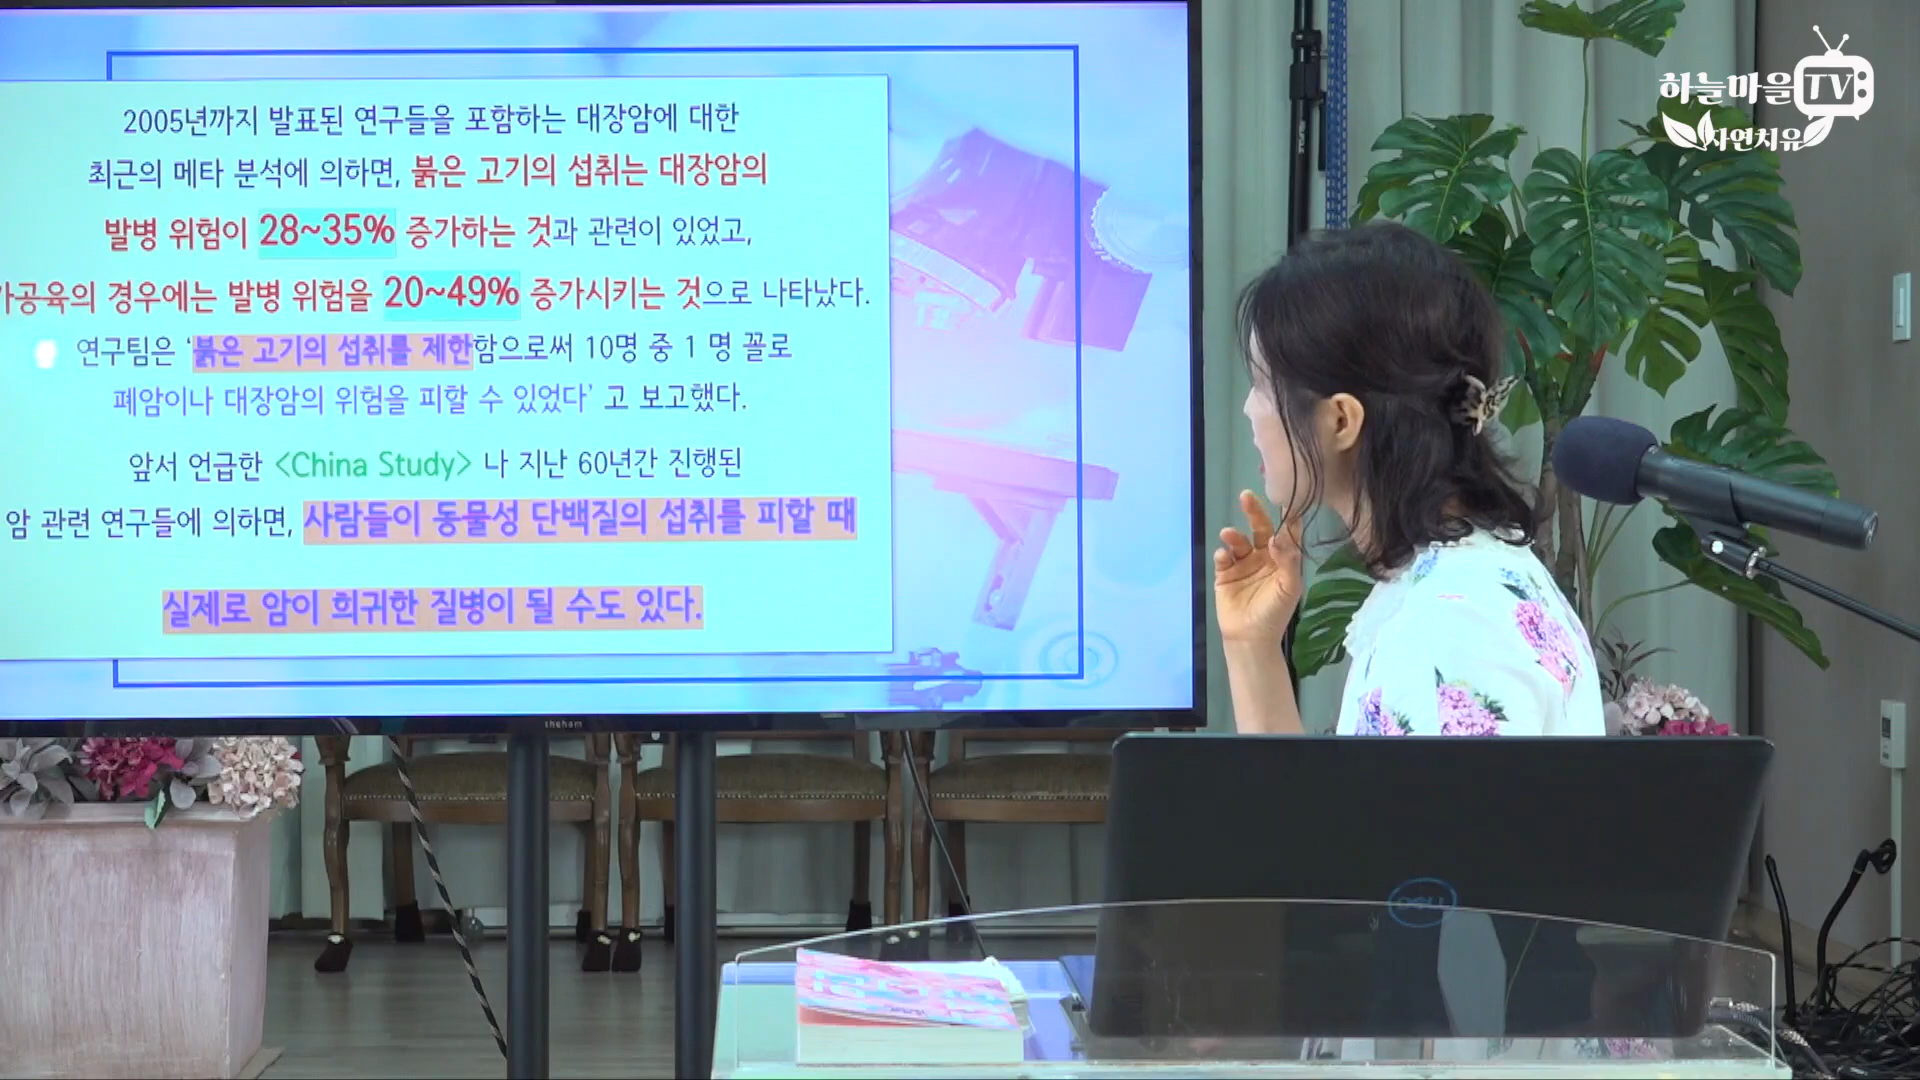 2005년까지 발표된 연구들을 포함하는 대장암에 대한
최근의 메타 분석에 의하면, 붉은 고기의 섭취는 대장암의
발병 위험이 28~35% 증가하는 것과 관련이 있었고,
가공육의 경우에는 발병 위험을 20~49% 증가시키는 것으로 나타났다.
연구팀은 ‘붉은 고기의 섭취를 제한함으로써 10명 중 1 명 꼴로
폐암이나 대장암의 위험을 피할 수 있었다’ 고 보고했다.
앞서 언급한 <China Study> 나 지난 60년간 진행된
암 관련 연구들에 의하면, 사람들이 동물성 단백질의 섭취를 피할 때
실제로 암이 희귀한 질병이 될 수도 있다.
하늘마을 TV
자연치유
theham
DELL